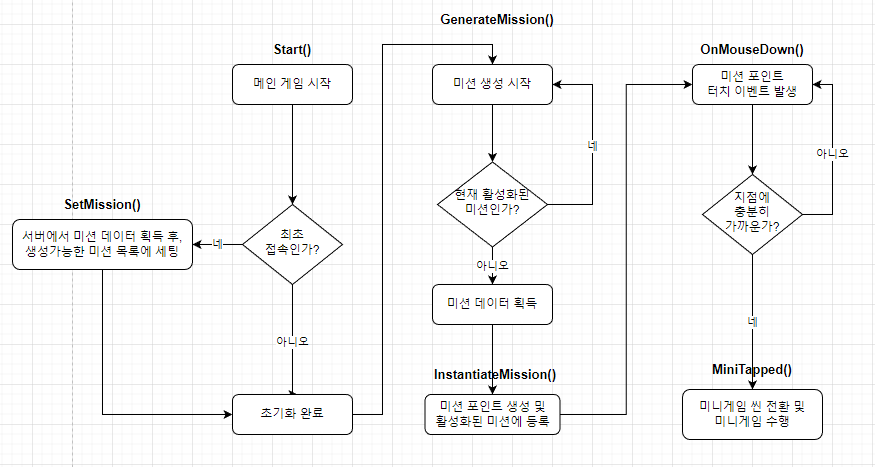 Start()
메인 게임 시작
최초
접속인가?
네
SetMission()
서버에서 미션 데이터 획득 후,
생성가능한 미션 목록에 세팅
아니오
초기화 완료
GenerateMission()
미션 생성 시작
현재 활성화된
미션인가?
네
아니오
미션 데이터 획득
InstantiateMission()
미션 포인트 생성 및
활성화된 미션에 등록
OnMouseDown()
미션 포인트
터치 이벤트 발생
지점에
충분히
가까운가?
아니오
네
MiniTapped()
미니게임 씬 전환 및
미니게임 수행